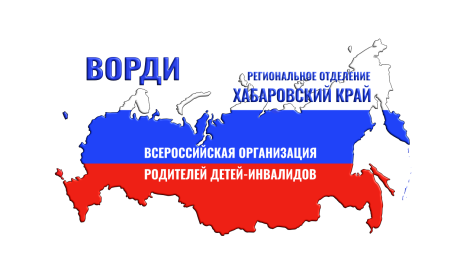 ВОРДИ
РЕГИОНАЛЬНОЕ ОТДЕЛЕНИЕ
ХАБАРОВСКИЙ КРАЙ
ВСЕРОССИЙСКАЯ ОРГАНИЗАЦИЯ
РОДИТЕЛЕЙ ДЕТЕЙ-ИНВАЛИДОВ